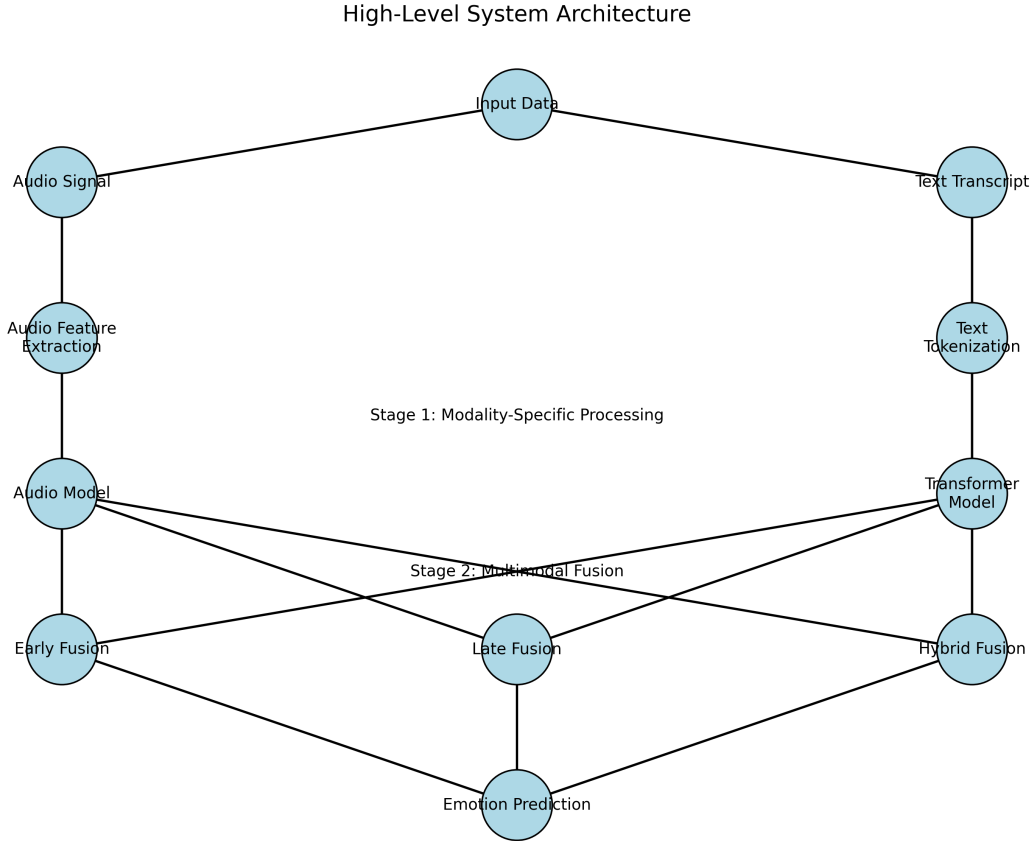 High-Level System Architecture
Input Data
Audio Signal
Text Transcript
Audio Feature
Extraction
Text
Tokenization
Stage 1: Modality-Specific Processing
Audio Model
Transformer
Model
Stage 2: Multimodal Fusion
Early Fusion
Late Fusion
Hybrid Fusion
Emotion Prediction